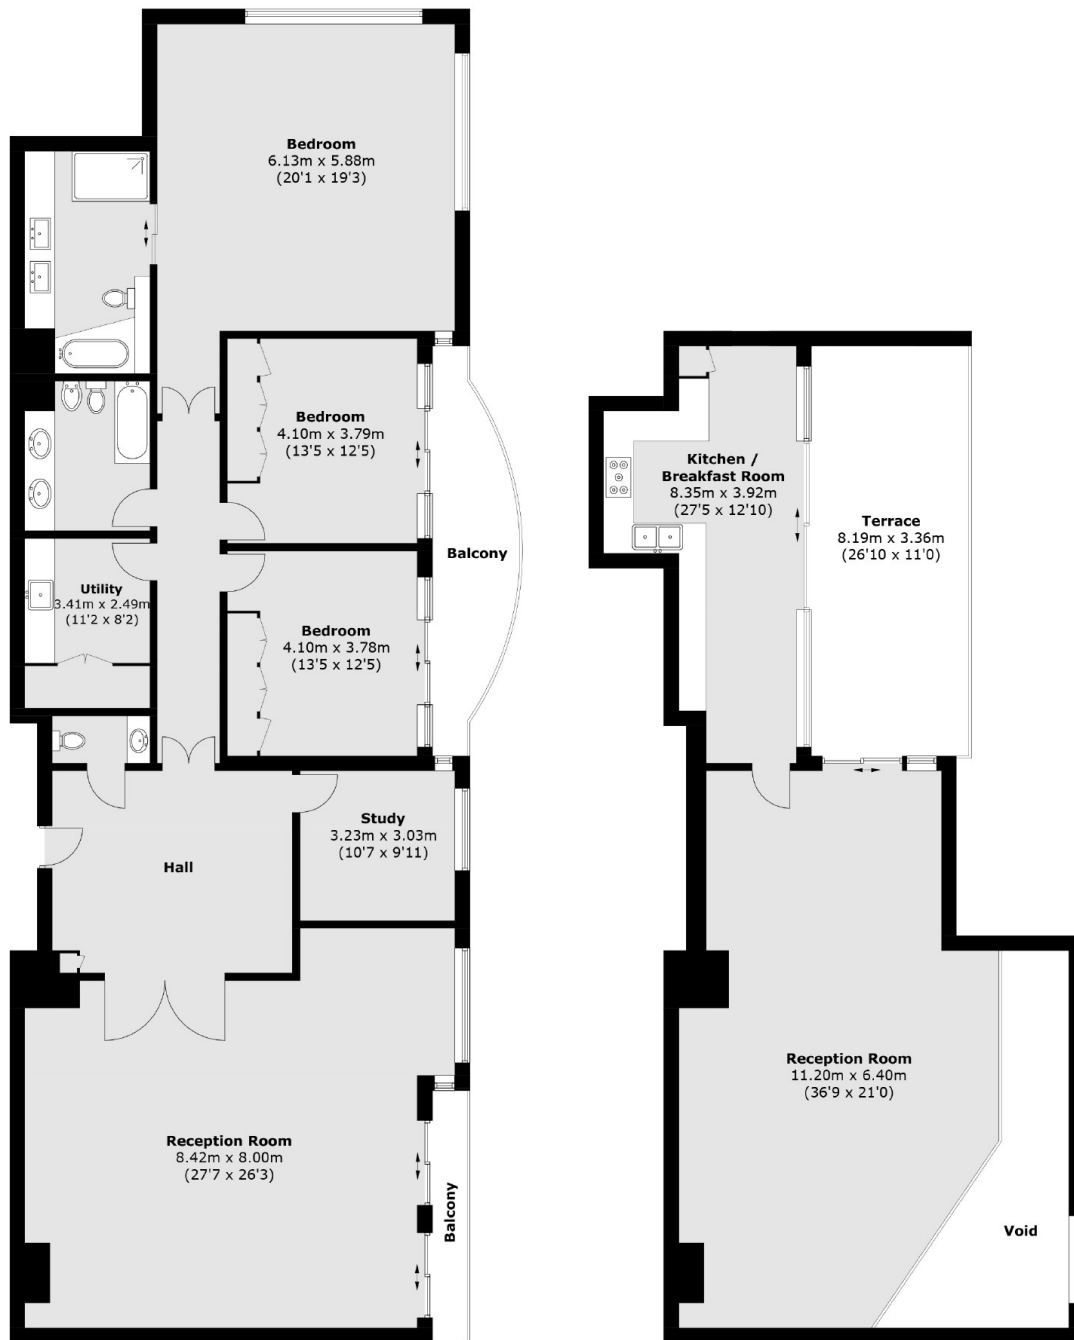 Bedroom
6.13m x 5.88m
(20'1 x 19'3)
Bedroom
4.10m x 3.79m
(13'5 x 12'5)
Balcony
Utility
3.41m x 2.49m
(11'2 x 8'2)
Bedroom
4.10m x 3.78m
(13'5 x 12'5)
Study
3.23m x 3.03m
(10'7 x 9'11)
Hall
Reception Room
8.42m x 8.00m
(27'7 x 26'3)
Balcony
Kitchen /
Breakfast Room
8.35m x 3.92m
(27'5 x 12'10)
Terrace
8.19m x 3.36m
(26'10 x 11'0)
Reception Room
11.20m x 6.40m
(36'9 x 21'0)
Void